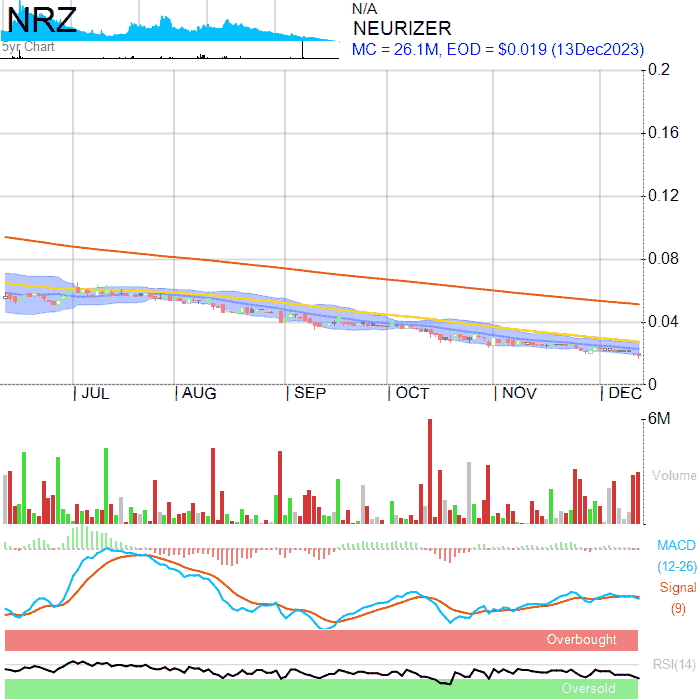 NRZ
5yr Chart
N/A
NEURIZER
MC = 26.1M, EOD = $0.019 (13Dec2023)
0.2
0.16
0.12
0.08
0.04
0
JUL AUG SEP OCT NOV DEC
6M
Volume
MACD
(12-26)
Signal
(9)
Overbought
RSI(14)
Oversold